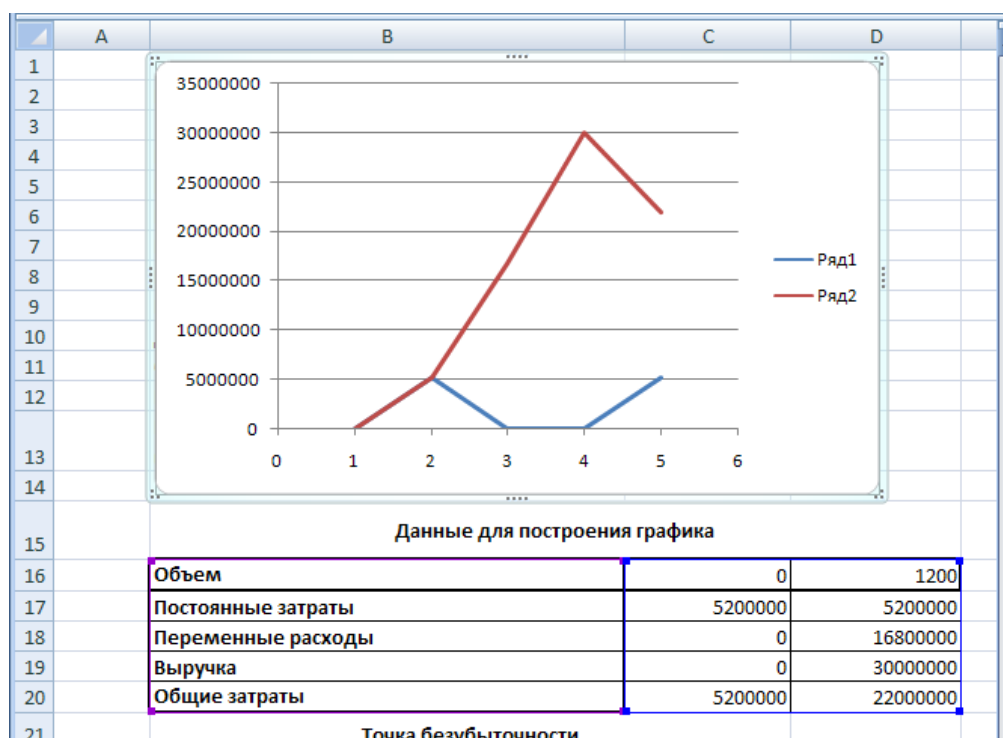 A B C D
1
2
3
4
5
6
7
8
9
10
11
12
13
14
15
16
17
18
19
20
21
35000000
30000000
25000000
20000000
15000000
10000000
5000000
0
0 1 2 3 4 5 6
Ряд1
Ряд2
Данные для построения графика
Объем 0 1200
Постоянные затраты 5200000 5200000
Переменные расходы 0 16800000
Выручка 0 30000000
Общие затраты 5200000 22000000
Точка безубыточности